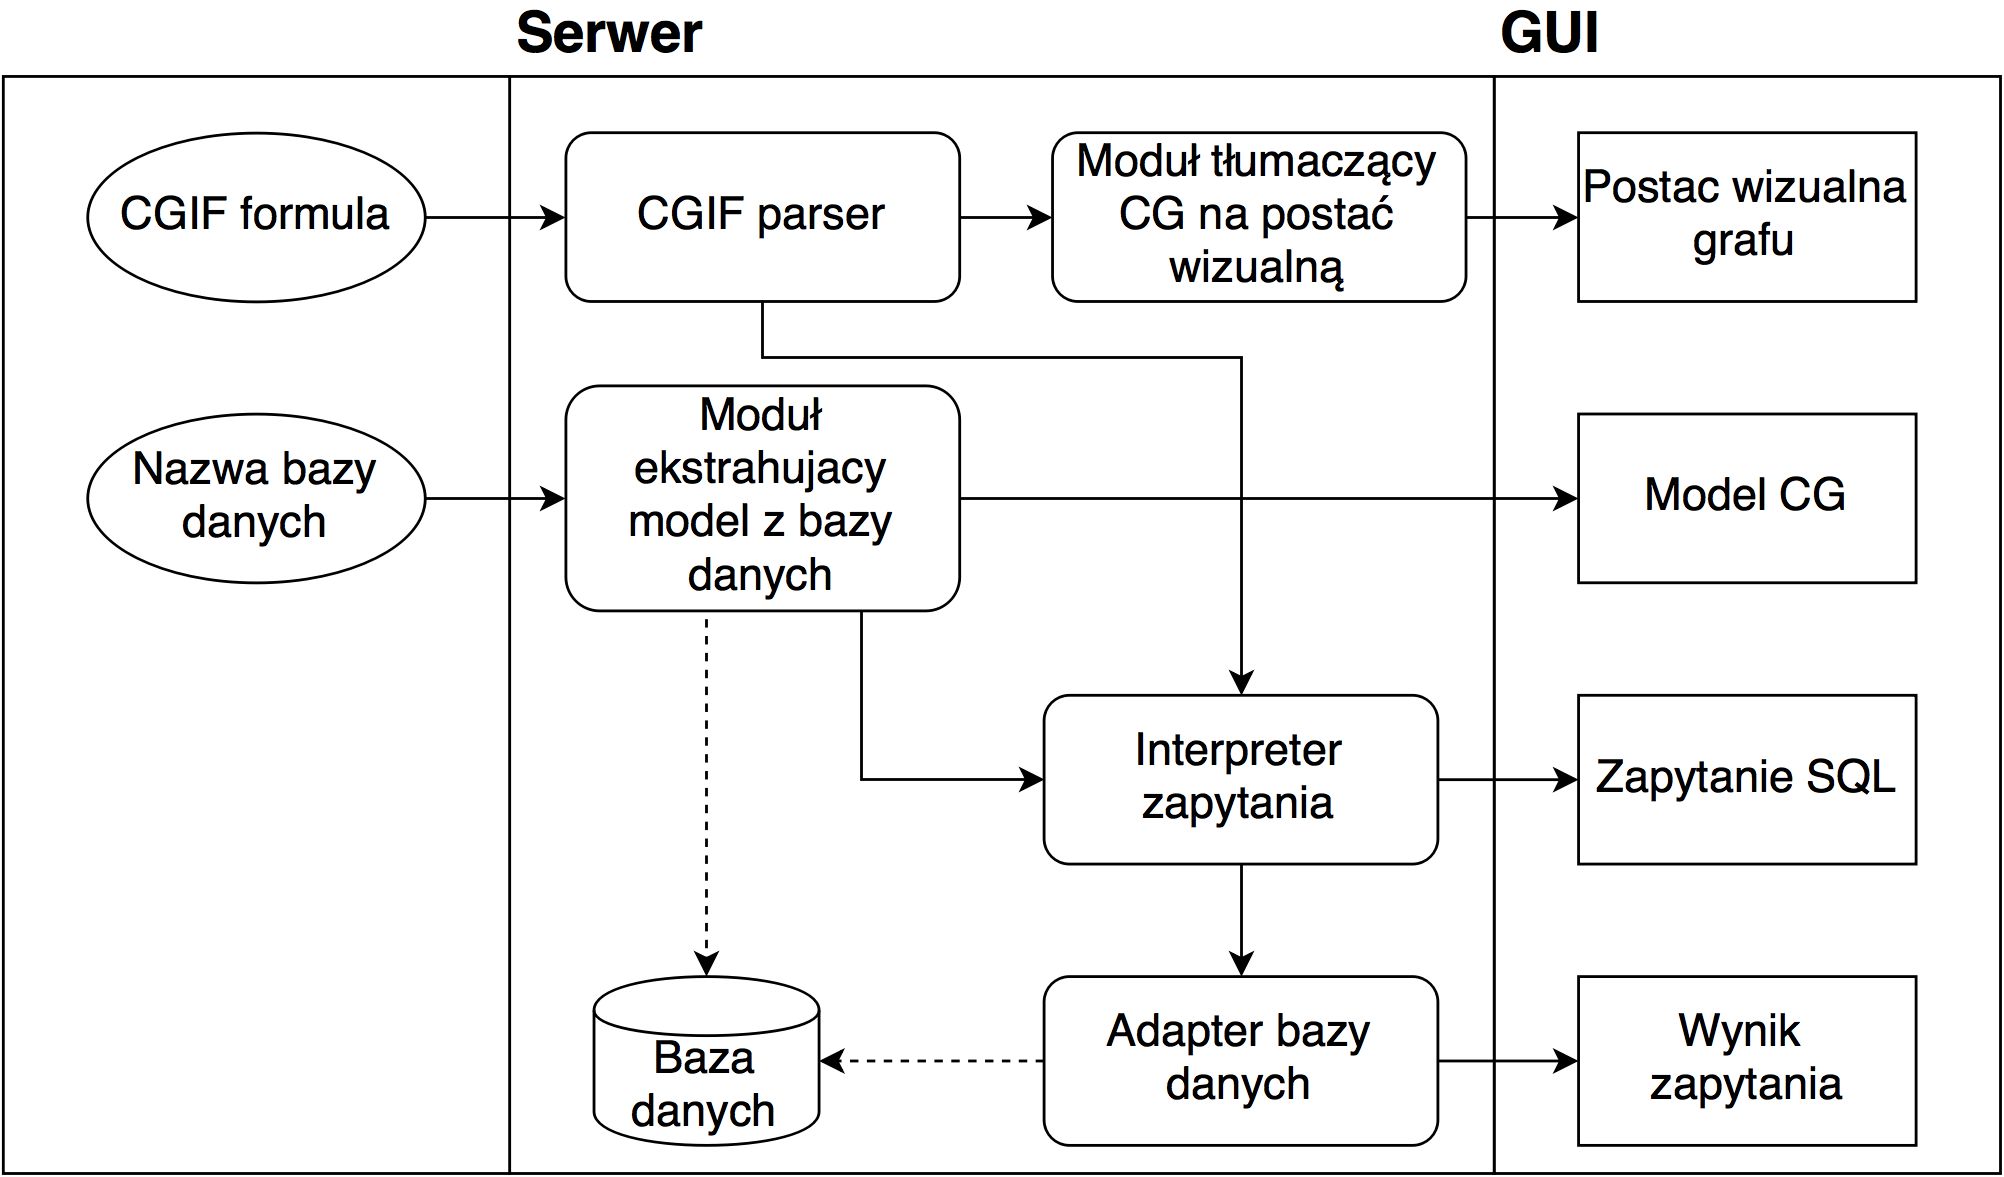 Serwer
GUI
CGIF formula
CGIF parser
Moduł tłumaczący
CG na postać
wizualną
Postac wizualna
grafu
Nazwa bazy
danych
Moduł
ekstrahujacy
model z bazy
danych
Model CG
Interpreter
zapytania
Zapytanie SQL
Baza
danych
Adapter bazy
danych
Wynik
zapytania